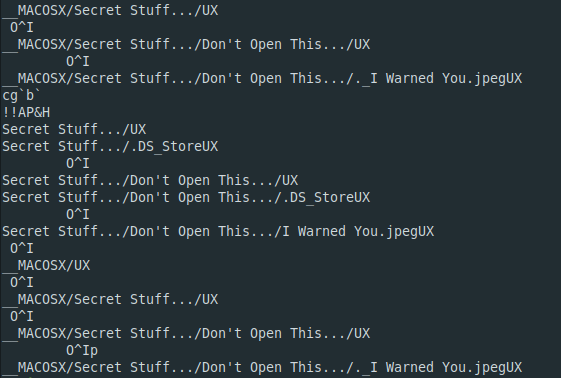 __MACOSX/Secret Stuff.../UX
O^I
__MACOSX/Secret Stuff.../Don't Open This.../UX
O^I
__MACOSX/Secret Stuff.../Don't Open This.../._I Warned You.jpegUX
cg`b`
!!AP&H
Secret Stuff.../UX
Secret Stuff.../.DS_StoreUX
O^I
Secret Stuff.../Don't Open This.../UX
Secret Stuff.../Don't Open This.../.DS_StoreUX
O^I
Secret Stuff.../Don't Open This.../I Warned You.jpegUX
O^I
__MACOSX/UX
O^I
__MACOSX/Secret Stuff.../UX
O^I
__MACOSX/Secret Stuff.../Don't Open This.../UX
O^Ip
__MACOSX/Secret Stuff.../Don't Open This.../._I Warned You.jpegUX